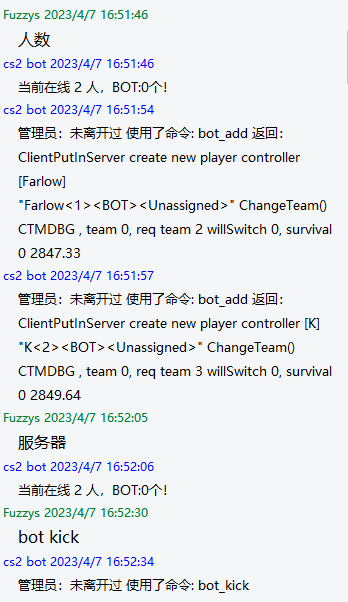 Fuzzys 2023/4/7 16:51:46
人数
cs2 bot 2023/4/7 16:51:46
当前在线 2 人，BOT:0个!
cs2 bot 2023/4/7 16:51:54
管理员：未离开过 使用了命令: bot_add 返回：
ClientPutInServer create new player controller
[Farlow]
"Farlow<1><BOT><Unassigned>" ChangeTeam()
CTMDBG , team 0, req team 2 willSwitch 0, survival
0 2847.33
cs2 bot 2023/4/7 16:51:57
管理员：未离开过 使用了命令: bot_add 返回：
ClientPutInServer create new player controller [K]
"K<2><BOT><Unassigned>" ChangeTeam()
CTMDBG , team 0, req team 3 willSwitch 0, survival
0 2849.64
Fuzzys 2023/4/7 16:52:05
服务器
cs2 bot 2023/4/7 16:52:06
当前在线 2 人，BOT:0个!
Fuzzys 2023/4/7 16:52:30
bot kick
cs2 bot 2023/4/7 16:52:34
管理员：未离开过 使用了命令: bot_kick